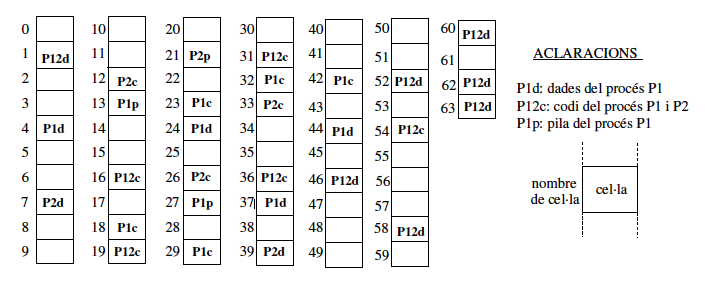 0
1 P12d
2
3
4 P1d
5
6
7 P2d
8
9
10
11
12 P2c
13 P1p
14
15
16 P12c
17
18 P1c
19 P12c
20
21 P2p
22
23 P1c
24 P1d
25
26 P2c
27 P1p
28
29 P1c
30
31 P12c
32 P1c
33 P2c
34
35
36 P12c
37 P1d
38
39 P2d
40
41
42 P1c
43
44 P1d
45
46 P12d
47
48
49
50
51
52 P12d
53
54 P12c
55
56
57
58 P12d
59
60 P12d
61
62 P12d
63 P12d
ACLARACIONS
P1d: dades del procés P1
P12c: codi del procés P1 i P2
P1p: pila del procés P1
nombre
de cel·la
cel·la